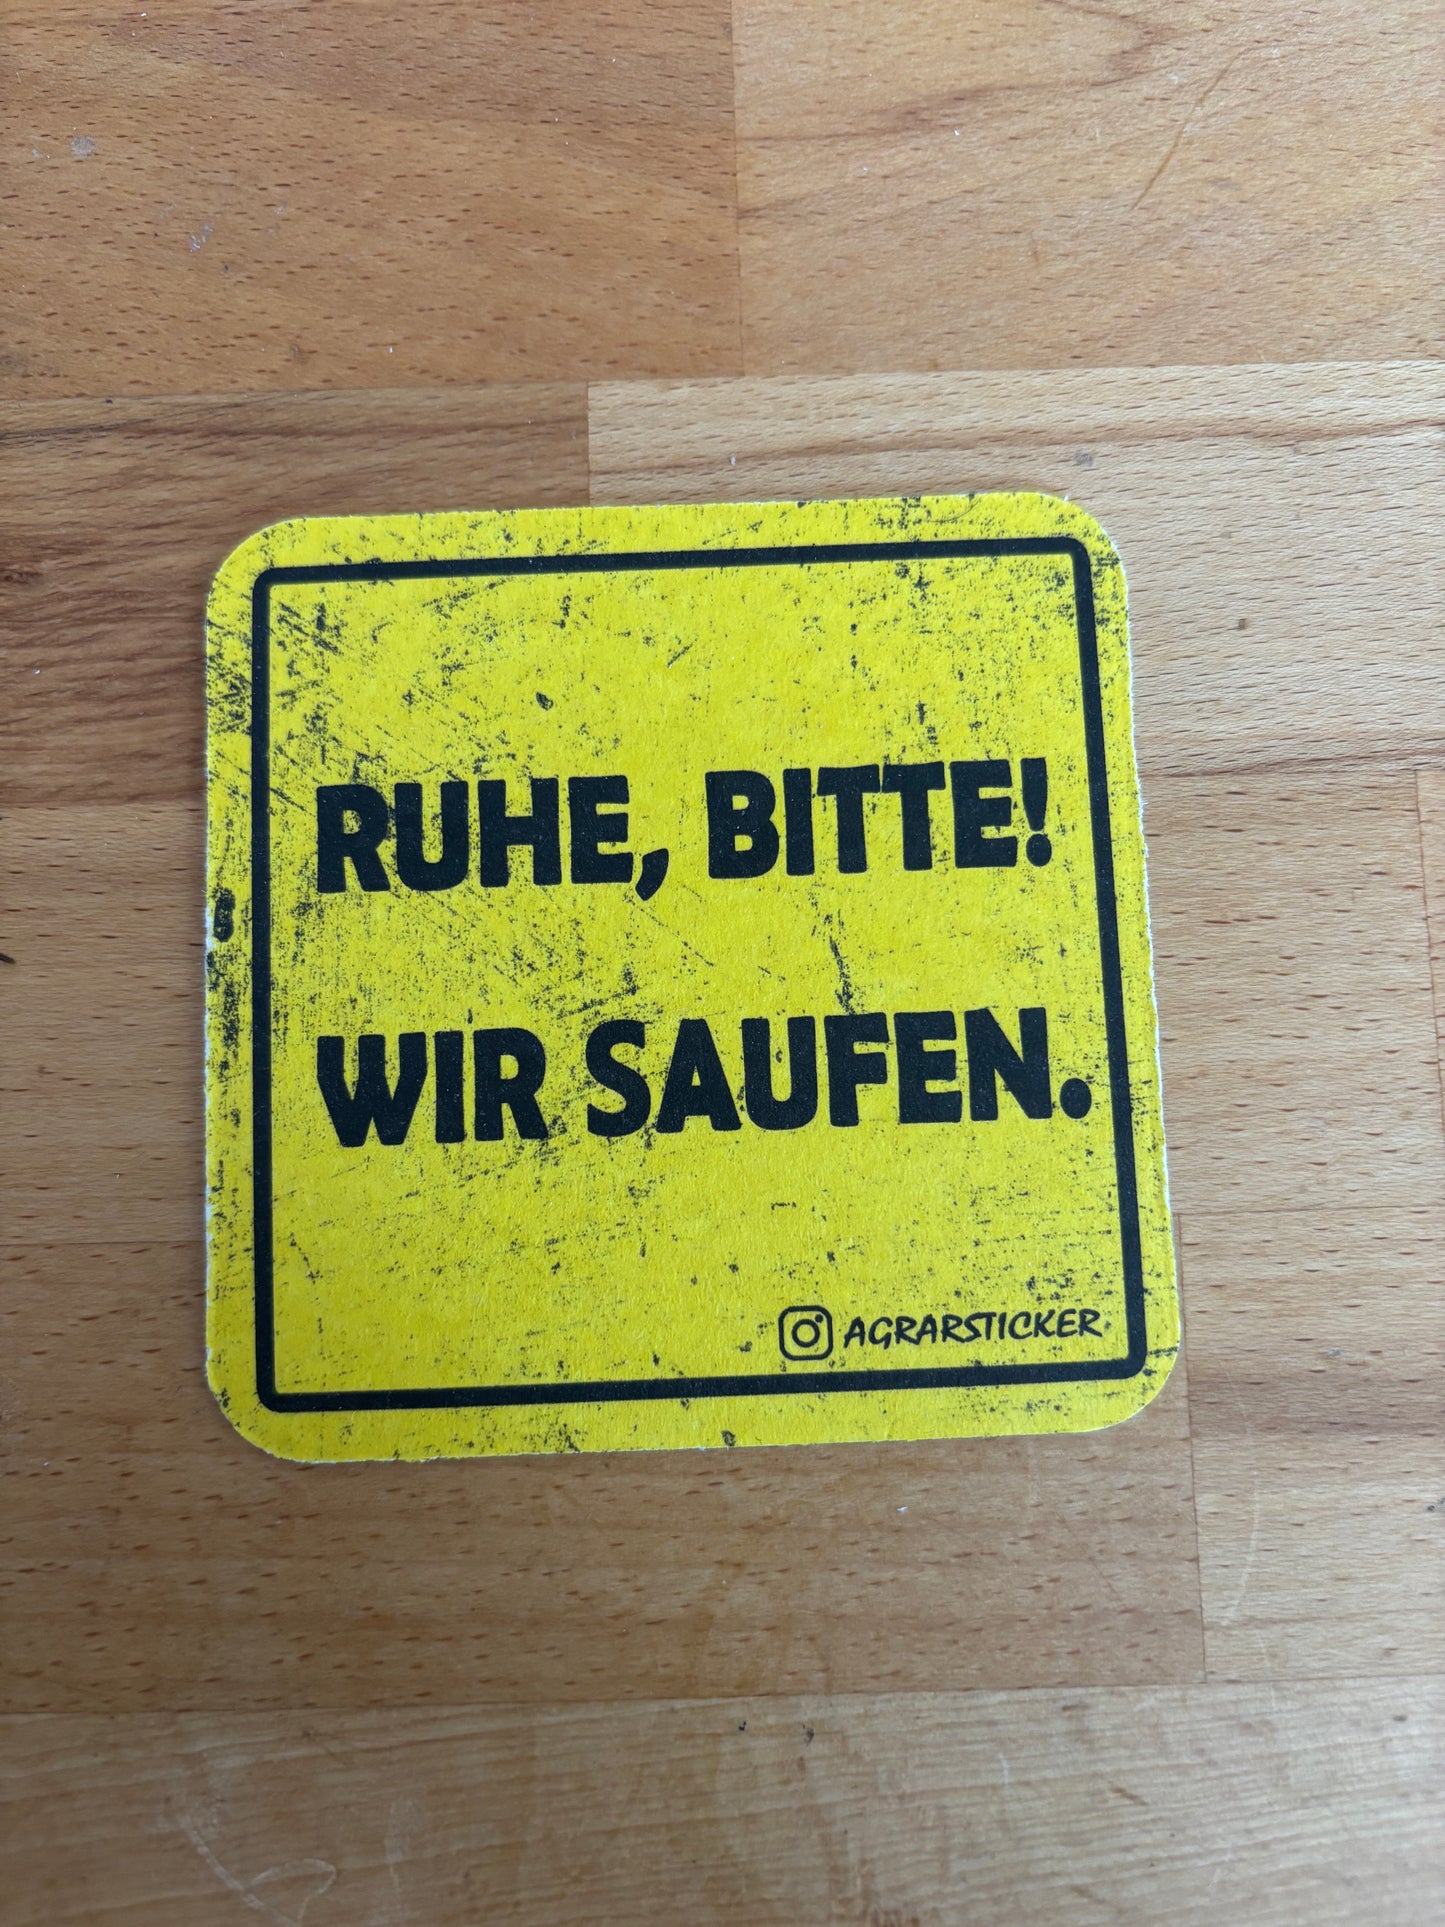 RUHE, BITTE!
WIR SAUFEN.
AGRARSTICKER